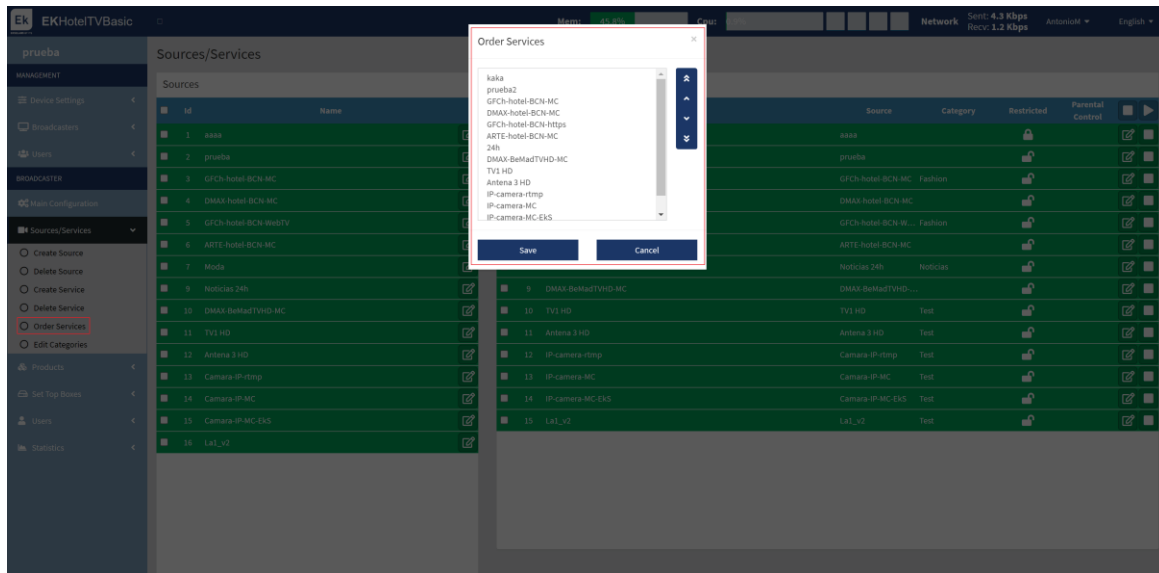 Ek EKHotelTVBasic
Mem: 45.8% Cpu: Network Sent: 4.3 Kbps Recv: 1.2 Kbps AntonioM English
prueba
MANAGEMENT
Device Settings
Broadcasters
Users
BROADCASTER
Main Configuration
Sources/Services
Create Source
Delete Source
Create Service
Delete Service
Order Services
Edit Categories
Products
Set Top Boxes
Users
Statistics
Sources/Services
Sources
Id Name
1 aaaa
2 prueba
3 GFCh-hotel-BCN-MC
4 DMAX-hotel-BCN-MC
5 GFCh-hotel-BCN-WebTV
6 ARTE-hotel-BCN-MC
7 Moda
9 Noticias 24h
10 DMAX-BeMadTVHD-MC
11 TV1 HD
12 Antena 3 HD
13 Camara-IP-rtmp
14 Camara-IP-MC
15 Camara-IP-MC-EkS
16 La1_v2
Order Services ×
kaka
prueba2
GFCh-hotel-BCN-MC
DMAX-hotel-BCN-MC
GFCh-hotel-BCN-https
ARTE-hotel-BCN-MC
24h
DMAX-BeMadTVHD-MC
TV1 HD
Antena 3 HD
IP-camera-rtmp
IP-camera-MC
IP-camera-MC-EkS
Save Cancel
Source Category Restricted Parental Control
aaaa
prueba
GFCh-hotel-BCN-MC Fashion
DMAX-hotel-BCN-MC
GFCh-hotel-BCN-W... Fashion
ARTE-hotel-BCN-MC
Noticias 24h Noticias
9 DMAX-BeMadTVHD-MC DMAX-BeMadTVHD-...
10 TV1 HD TV1 HD Test
11 Antena 3 HD Antena 3 HD Test
12 IP-camera-rtmp Camara-IP-rtmp Test
13 IP-camera-MC Camara-IP-MC Test
14 IP-camera-MC-EkS Camara-IP-MC-EkS Test
15 La1_v2 La1_v2 Test